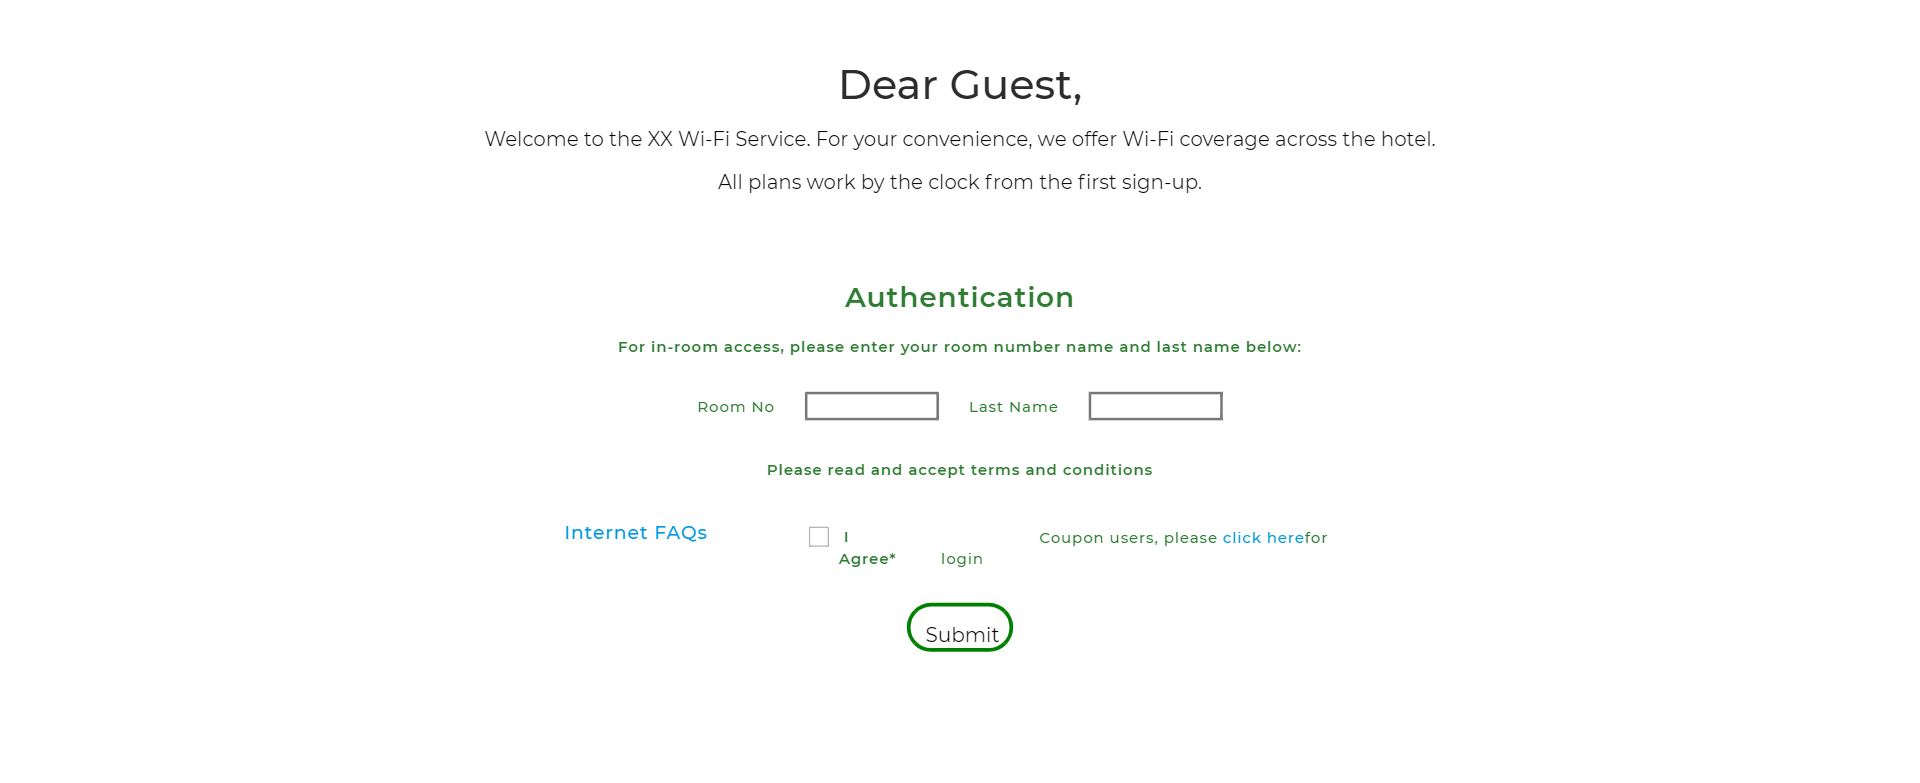 Dear Guest,
Welcome to the XX Wi-Fi Service. For your convenience, we offer Wi-Fi coverage across the hotel.
All plans work by the clock from the first sign-up.
Authentication
For in-room access, please enter your room number name and last name below:
Room No Last Name
Please read and accept terms and conditions
Internet FAQs
I
Agree*
Coupon users, please click herefor
login
Submit